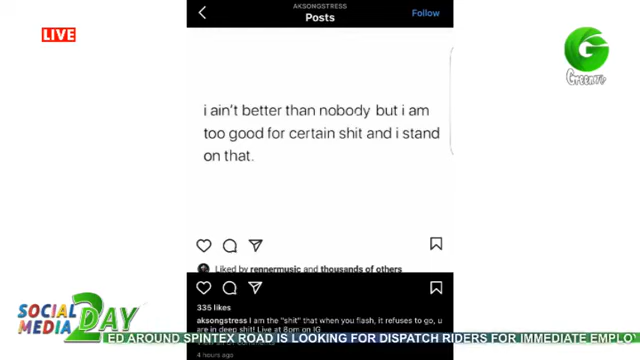 LIVE
AKSONGSTRESS
Posts
Follow
GreenTV
i ain't better than nobody but i am
too good for certain shit and i stand
on that.
Liked by rennermusic and thousands of others
335 likes
aksongstress I am the "shit" that when you flash, it refuses to go, u
are in deep shit! Live at 8pm on IG
SOCIAL
MEDIA
2DAY
ED AROUND SPINTEX ROAD IS LOOKING FOR DISPATCH RIDERS FOR IMMEDIATE EMPLOY
4 hours ago